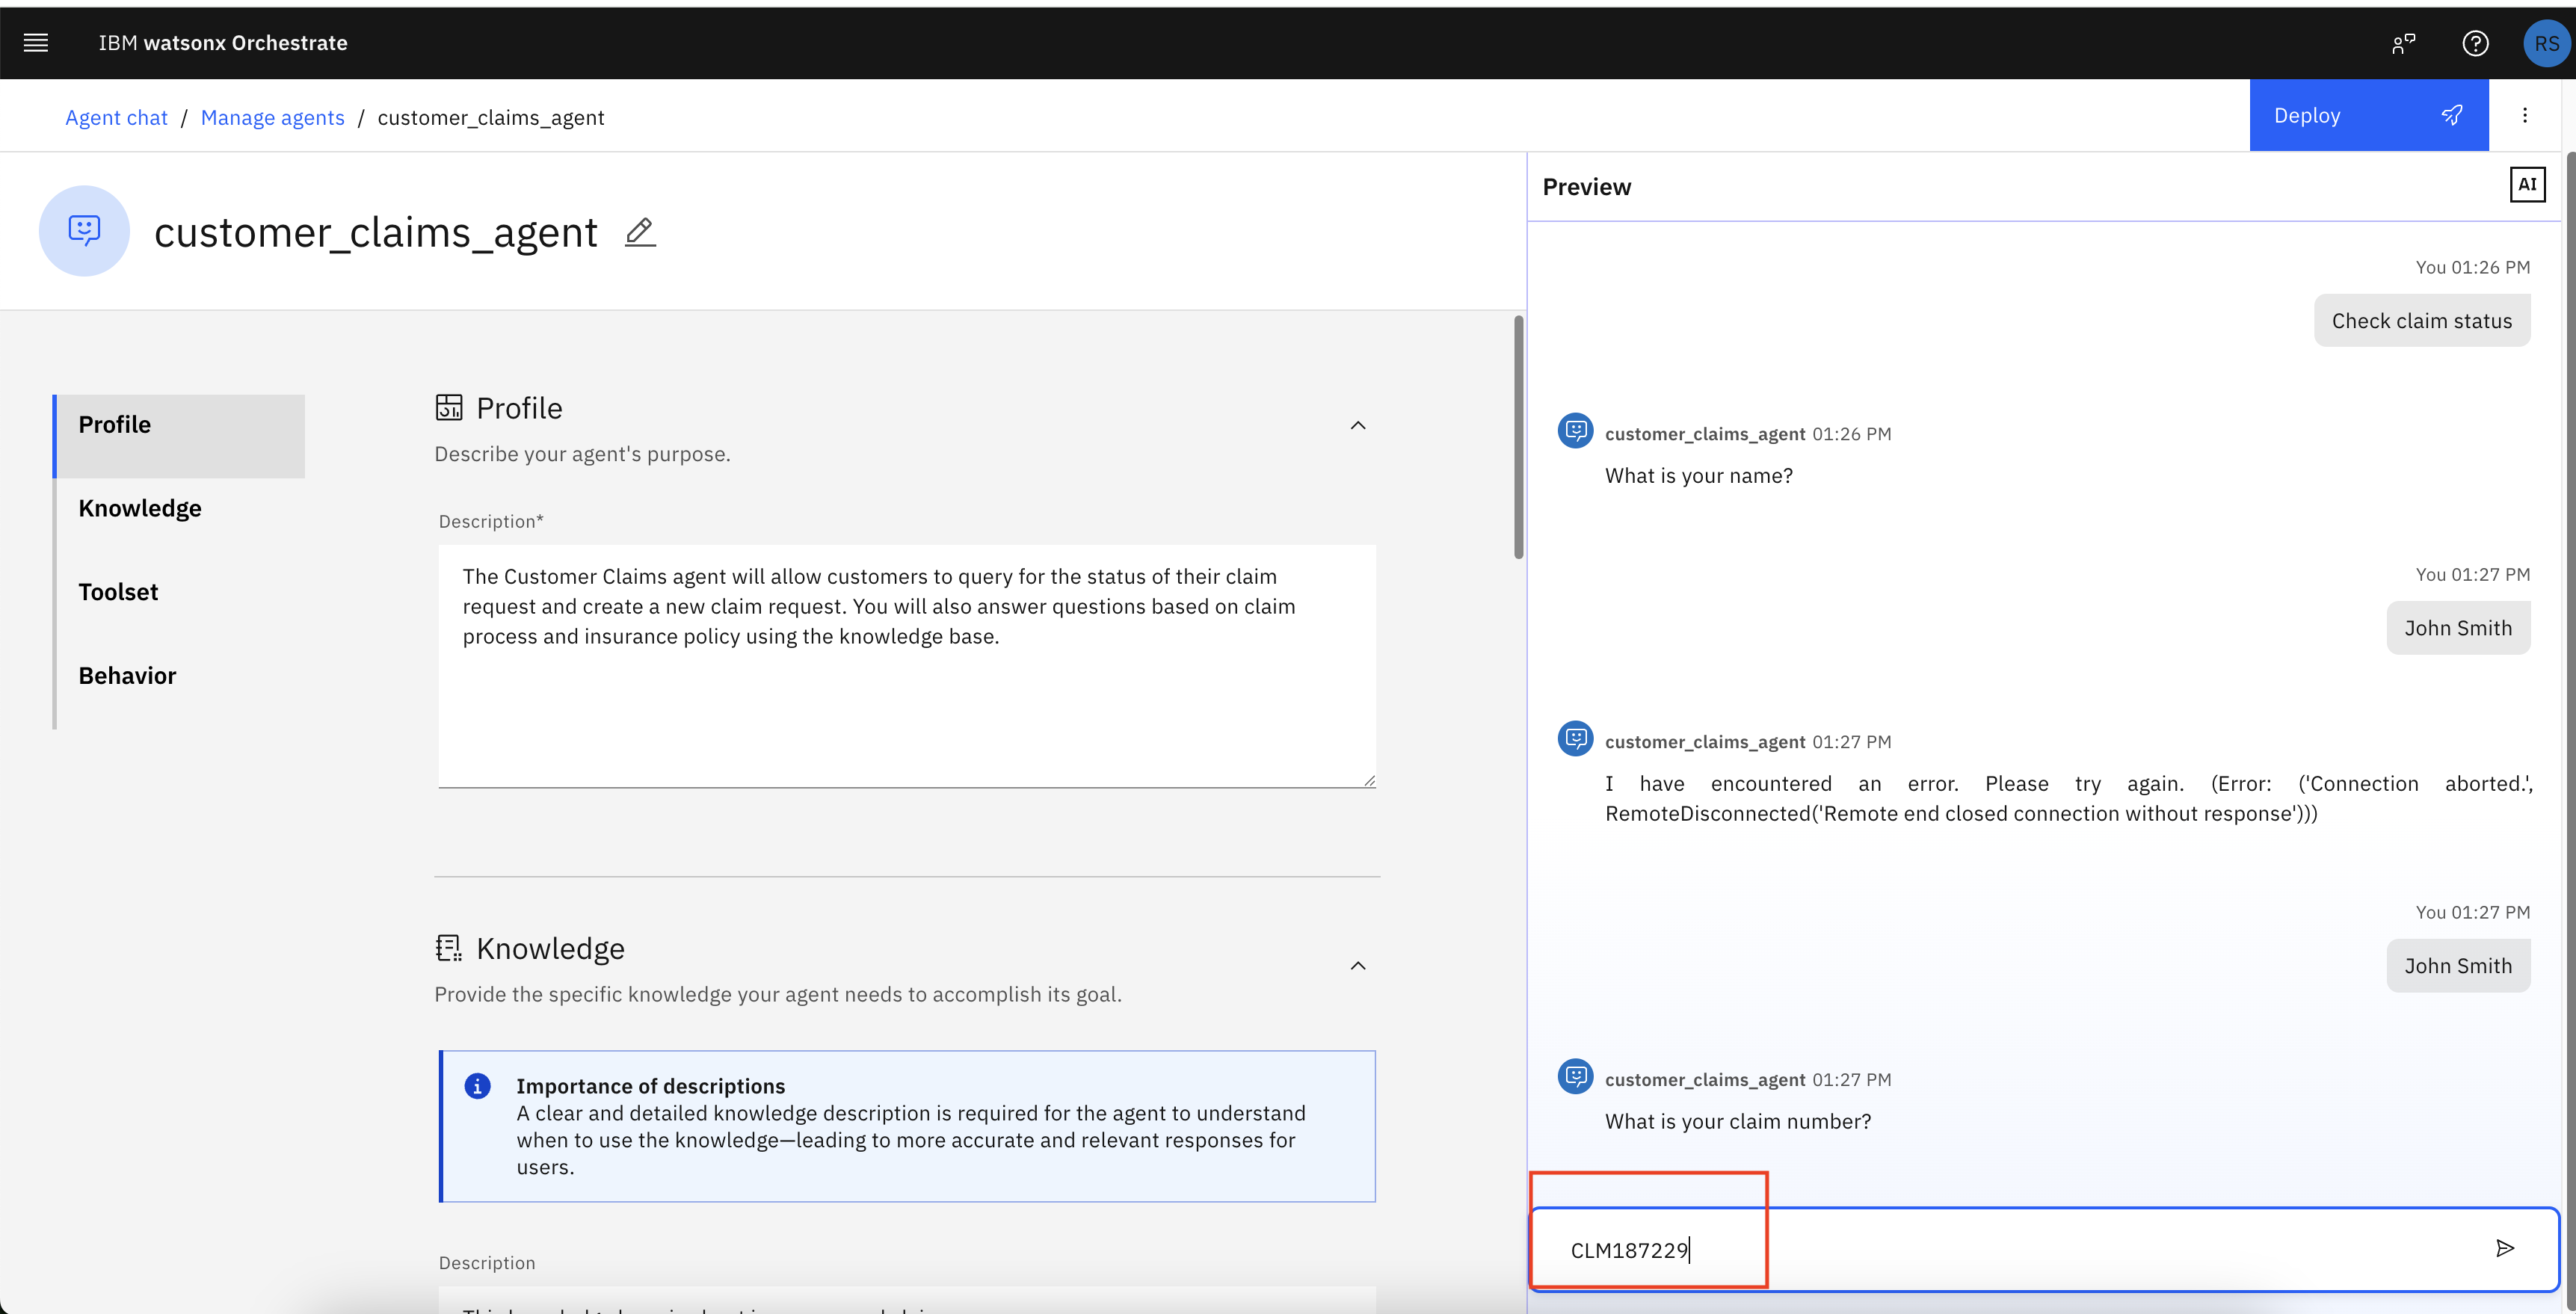 IBM watsonx Orchestrate
RS
Agent chat / Manage agents / customer_claims_agent
Deploy
customer_claims_agent
Profile
Knowledge
Toolset
Behavior
Profile
Describe your agent's purpose.
Description*
The Customer Claims agent will allow customers to query for the status of their claim
request and create a new claim request. You will also answer questions based on claim
process and insurance policy using the knowledge base.
Knowledge
Provide the specific knowledge your agent needs to accomplish its goal.
Importance of descriptions
A clear and detailed knowledge description is required for the agent to understand
when to use the knowledge—leading to more accurate and relevant responses for
users.
Description
Preview
AI
You 01:26 PM
Check claim status
customer_claims_agent 01:26 PM
What is your name?
You 01:27 PM
John Smith
customer_claims_agent 01:27 PM
I have encountered an error. Please try again. (Error: ('Connection aborted.',
RemoteDisconnected('Remote end closed connection without response')))
You 01:27 PM
John Smith
customer_claims_agent 01:27 PM
What is your claim number?
CLM187229